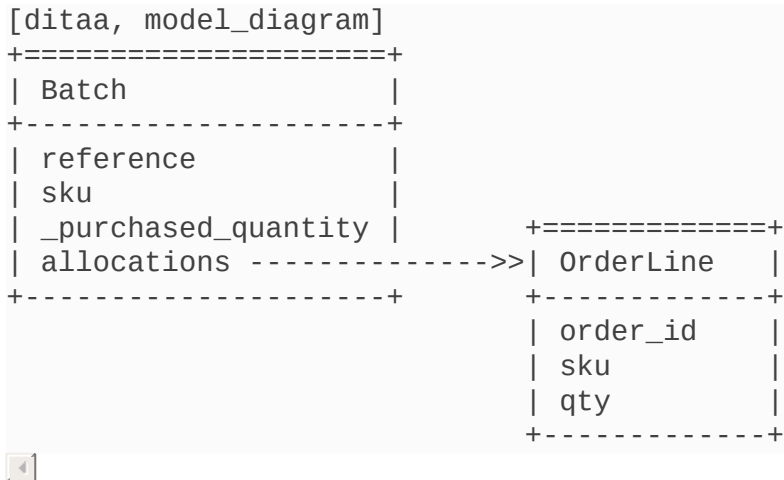 [ditaa, model_diagram]
+=====================+
| Batch               |
+---------------------+
| reference           |
| sku                 |
| _purchased_quantity |       +=============+
| allocations -------------->>| OrderLine   |
+---------------------+       +-------------+
                              | order_id    |
                              | sku         |
                              | qty         |
                              +-------------+